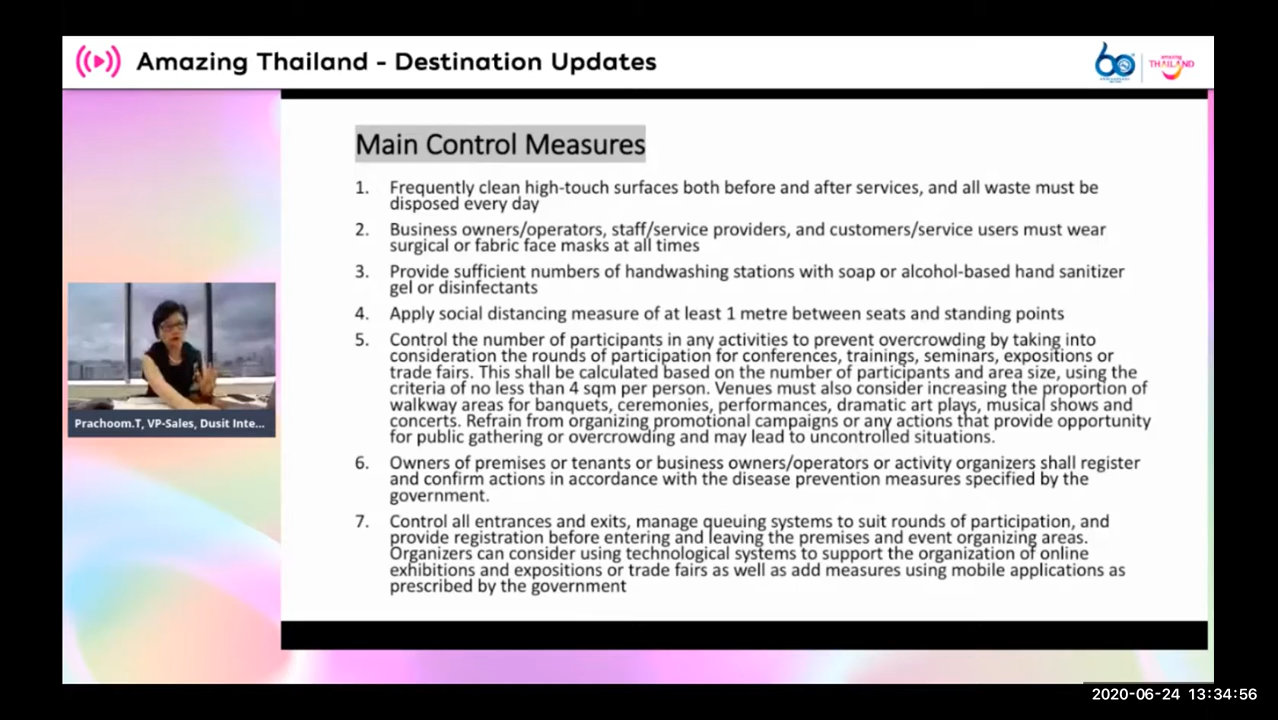 Amazing Thailand - Destination Updates
60
AMAZING
THAILAND
Main Control Measures
1. Frequently clean high-touch surfaces both before and after services, and all waste must be
disposed every day
2. Business owners/operators, staff/service providers, and customers/service users must wear
surgical or fabric face masks at all times
3. Provide sufficient numbers of handwashing stations with soap or alcohol-based hand sanitizer
gel or disinfectants
4. Apply social distancing measure of at least 1 metre between seats and standing points
5. Control the number of participants in any activities to prevent overcrowding by taking into
consideration the rounds of participation for conferences, trainings, seminars, expositions or
trade fairs. This shall be calculated based on the number of participants and area size, using the
criteria of no less than 4 sqm per person. Venues must also consider increasing the proportion of
walkway areas for banquets, ceremonies, performances, dramatic art plays, musical shows and
concerts. Refrain from organizing promotional campaigns or any actions that provide opportunity
for public gathering or overcrowding and may lead to uncontrolled situations.
6. Owners of premises or tenants or business owners/operators or activity organizers shall register
and confirm actions in accordance with the disease prevention measures specified by the
government.
7. Control all entrances and exits, manage queuing systems to suit rounds of participation, and
provide registration before entering and leaving the premises and event organizing areas.
Organizers can consider using technological systems to support the organization of online
exhibitions and expositions or trade fairs as well as add measures using mobile applications as
prescribed by the government
Prachoom.T, VP-Sales, Dusit Inte...
2020-06-24 13:34:56